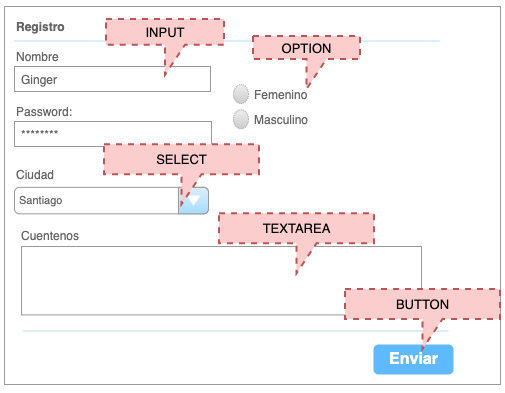 Registro
INPUT
OPTION
Nombre
Ginger
Femenino
Password:
Masculino
********
SELECT
Ciudad
Santiago
TEXTAREA
Cuentenos
BUTTON
Enviar